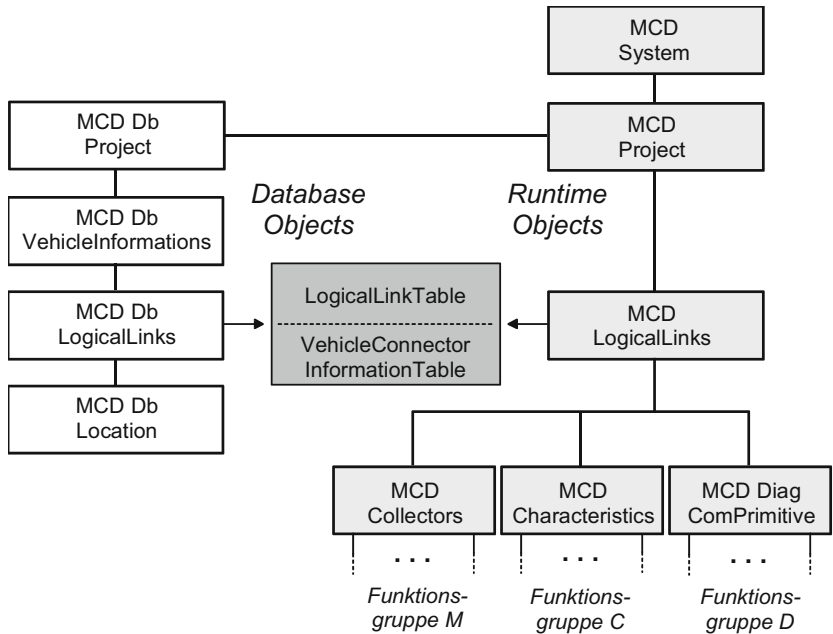 MCD
System
MCD Db
Project
MCD
Project
Database
Objects
Runtime
Objects
MCD Db
VehicleInformations
MCD Db
LogicalLinks
LogicalLinkTable
VehicleConnector
InformationTable
MCD
LogicalLinks
MCD Db
Location
MCD
Collectors
MCD
Characteristics
MCD Diag
ComPrimitive
. . .
. . .
. . .
Funktions-
gruppe M
Funktions-
gruppe C
Funktions-
gruppe D